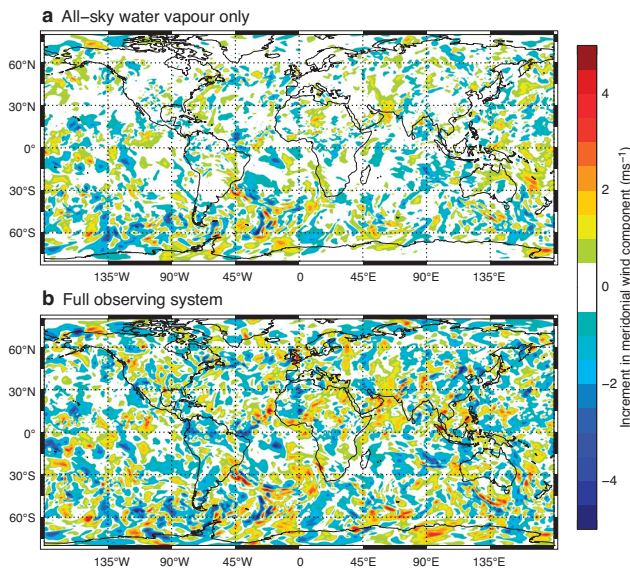 a All–sky water vapour only
60°N
30°N
0°
30°S
60°S
135°W 90°W 45°W 0 45°E 90°E 135°E
b Full observing system
60°N
30°N
0°
30°S
60°S
135°W 90°W 45°W 0 45°E 90°E 135°E
4
2
0
−2
−4
Increment in meridonial wind component (ms⁻¹)